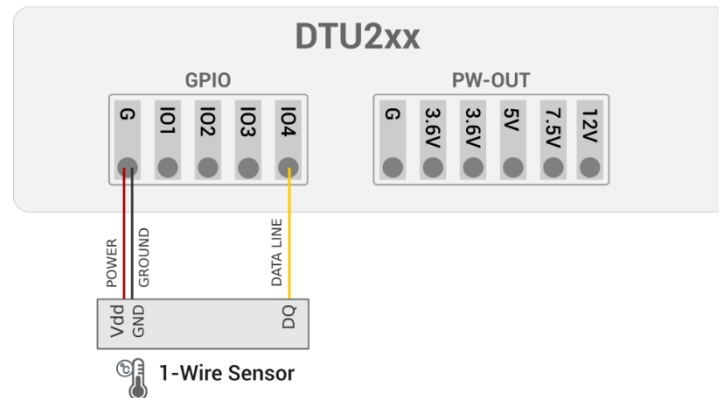 DTU2xx
GPIO
PW-OUT
G
IO1
IO2
IO3
IO4
G
3.6V
3.6V
5V
7.5V
12V
POWER
GROUND
DATA LINE
Vdd
GND
DQ
°C
1-Wire Sensor